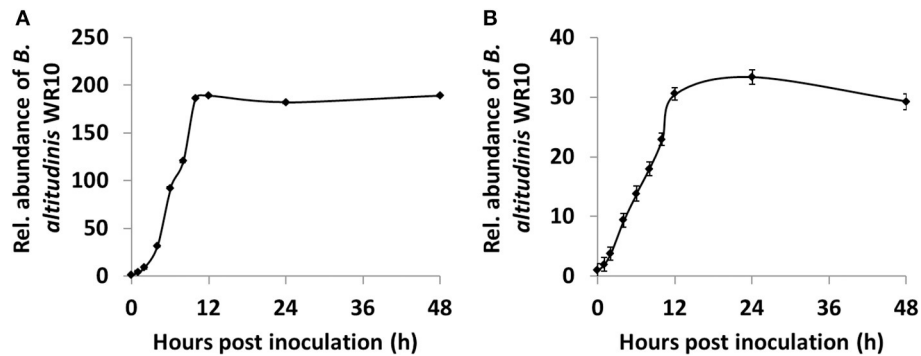 A
Rel. abundance of B.
altitudinis WR10
250
200
150
100
50
0
0 12 24 36 48
Hours post inoculation (h)
B
Rel. abundance of B.
altitudinis WR10
40
30
20
10
0
0 12 24 36 48
Hours post inoculation (h)